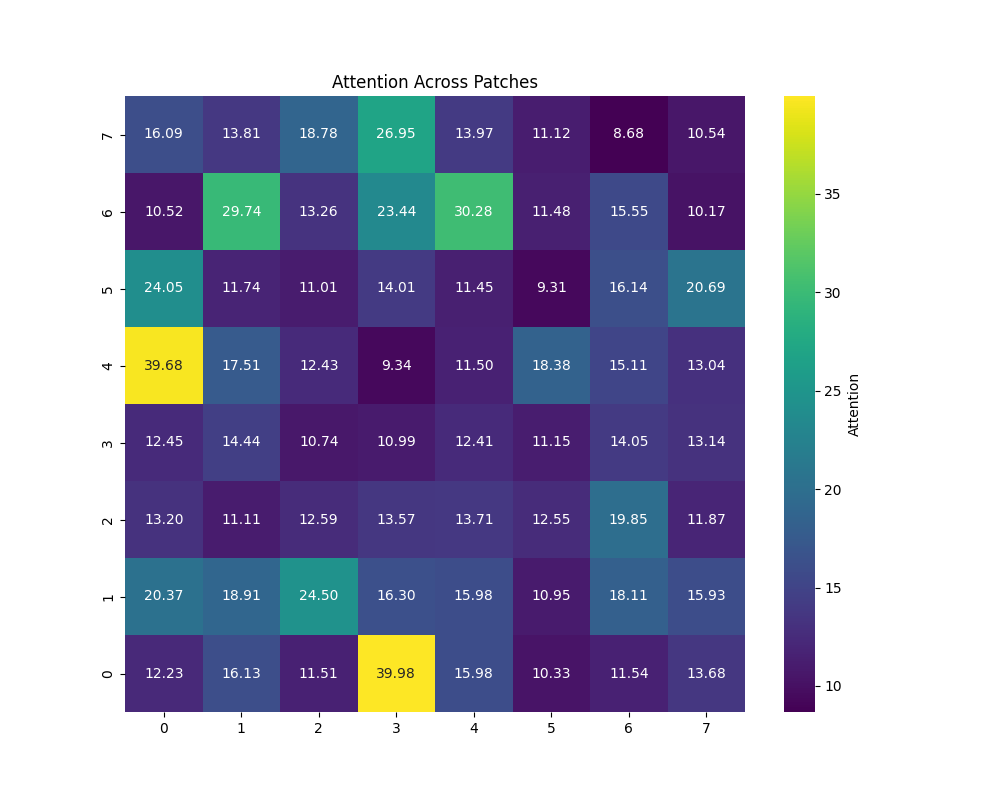 Attention Across Patches
7 16.09 13.81 18.78 26.95 13.97 11.12 8.68 10.54
6 10.52 29.74 13.26 23.44 30.28 11.48 15.55 10.17
5 24.05 11.74 11.01 14.01 11.45 9.31 16.14 20.69
4 39.68 17.51 12.43 9.34 11.50 18.38 15.11 13.04
3 12.45 14.44 10.74 10.99 12.41 11.15 14.05 13.14
2 13.20 11.11 12.59 13.57 13.71 12.55 19.85 11.87
1 20.37 18.91 24.50 16.30 15.98 10.95 18.11 15.93
0 12.23 16.13 11.51 39.98 15.98 10.33 11.54 13.68
0 1 2 3 4 5 6 7
35
30
25
20
15
10
Attention